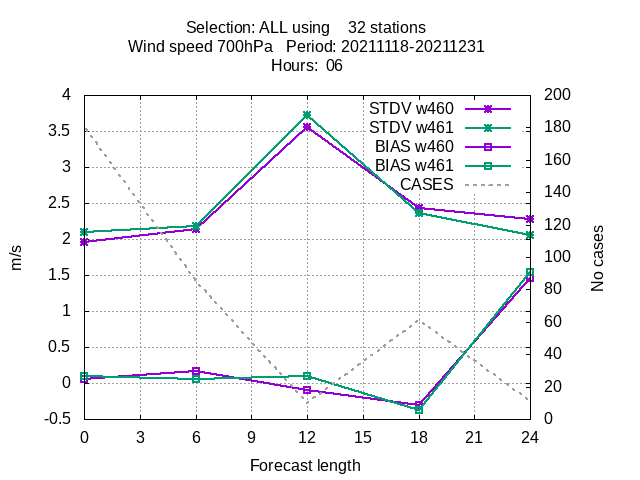 Selection: ALL using    32 stations
Wind speed 700hPa   Period: 20211118-20211231
Hours:  06
4
3.5
3
2.5
2
1.5
1
0.5
0
-0.5
m/s
STDV w460
STDV w461
BIAS w460
BIAS w461
CASES
200
180
160
140
120
100
80
60
40
20
0
No cases
0 3 6 9 12 15 18 21 24
Forecast length